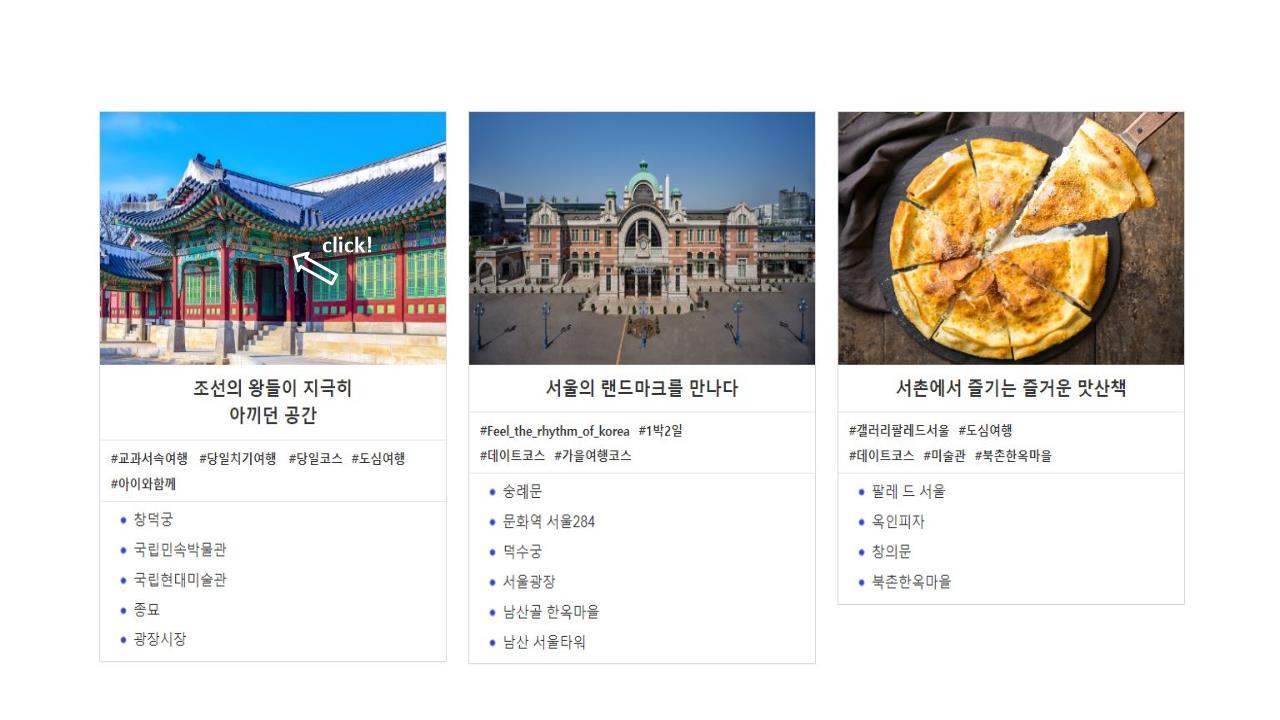 click!
조선의 왕들이 지극히
아끼던 공간
#교과서속여행 #당일치기여행 #당일코스 #도심여행
#아이와함께
창덕궁
국립민속박물관
국립현대미술관
종묘
광장시장
서울의 랜드마크를 만나다
#Feel_the_rhythm_of_korea #1박2일
#데이트코스 #가을여행코스
숭례문
문화역 서울284
덕수궁
서울광장
남산골 한옥마을
남산 서울타워
서촌에서 즐기는 즐거운 맛산책
#갤러리팔레드서울 #도심여행
#데이트코스 #미술관 #북촌한옥마을
팔레 드 서울
옥인피자
창의문
북촌한옥마을